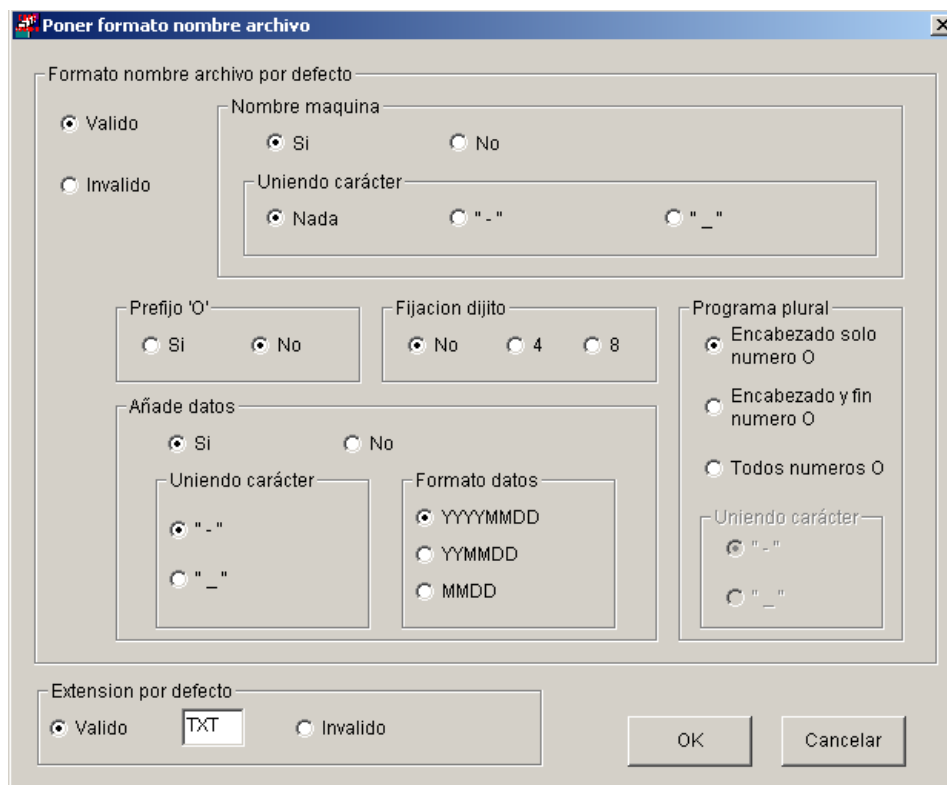 Poner formato nombre archivo
Formato nombre archivo por defecto
Valido
Invalido
Nombre maquina
Si No
Uniendo carácter
Nada " - " " _ "
Prefijo 'O'
Si No
Fijacion dijito
No 4 8
Programa plural
Encabezado solo
numero O
Encabezado y fin
numero O
Todos numeros O
Uniendo carácter
" - "
" _ "
Añade datos
Si No
Uniendo carácter
" - "
" _ "
Formato datos
YYYYMMDD
YYMMDD
MMDD
Extension por defecto
Valido TXT Invalido
OK Cancelar